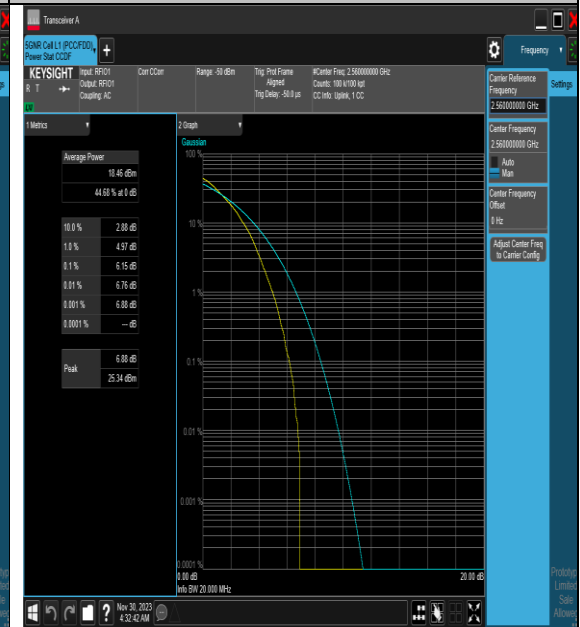 Transceiver A
5GNR Cell L1 (PCC/FDD),
Power Stat CCDF
Frequency
KEYSIGHT
R T
Input: RFIO1
Output: RFIO1
Coupling: AC
Corr CCorr
Range: -50 dBm
Trig: Prot Frame
Aligned
Trig Delay: -50.0 µs
#Center Freq: 2.560000000 GHz
Counts: 100 k/100 kpt
CC Info: Uplink, 1 CC
Carrier Reference
Frequency
2.560000000 GHz
Settings
Center Frequency
2.560000000 GHz
Auto
Man
Center Frequency
Offset
0 Hz
Adjust Center Freq
to Carrier Config
1 Metrics
Average Power
18.46 dBm
44.68 % at 0 dB
10.0 % 2.88 dB
1.0 % 4.97 dB
0.1 % 6.15 dB
0.01 % 6.76 dB
0.001 % 6.88 dB
0.0001 % --- dB
Peak 6.88 dB
25.34 dBm
2 Graph
Gaussian
100 %
10 %
1 %
0.1 %
0.01 %
0.001 %
0.0001 %
0.00 dB
20.00 dB
Info BW 20.000 MHz
Nov 30, 2023
4:32:42 AM